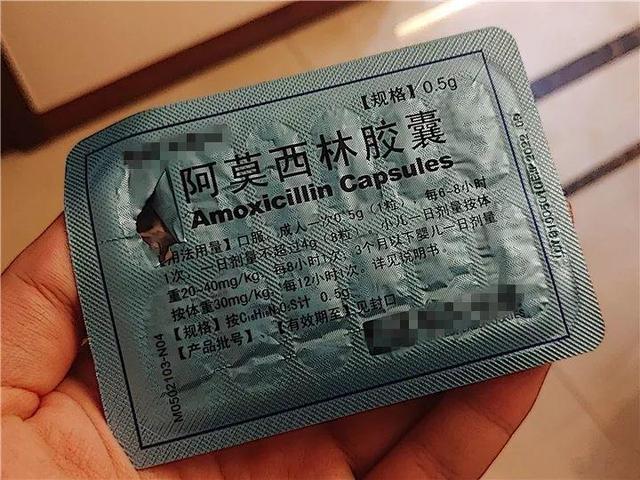 【规格】0.5g
阿莫西林胶囊
Amoxicillin Capsules
【用法用量】口服。成人一次0.5g（1粒），每6-8小时
1次，一日剂量不超过4g（8粒）。小儿一日剂量按体
重20~40mg/kg，每8小时1次。3个月以下婴儿一日剂量
按体重30mg/kg，每12小时1次。详见说明书。
【规格】按C₁₆H₁₉N₃O₅S计 0.5g
【产品批号】、【有效期至】见封口
M0502103-N04